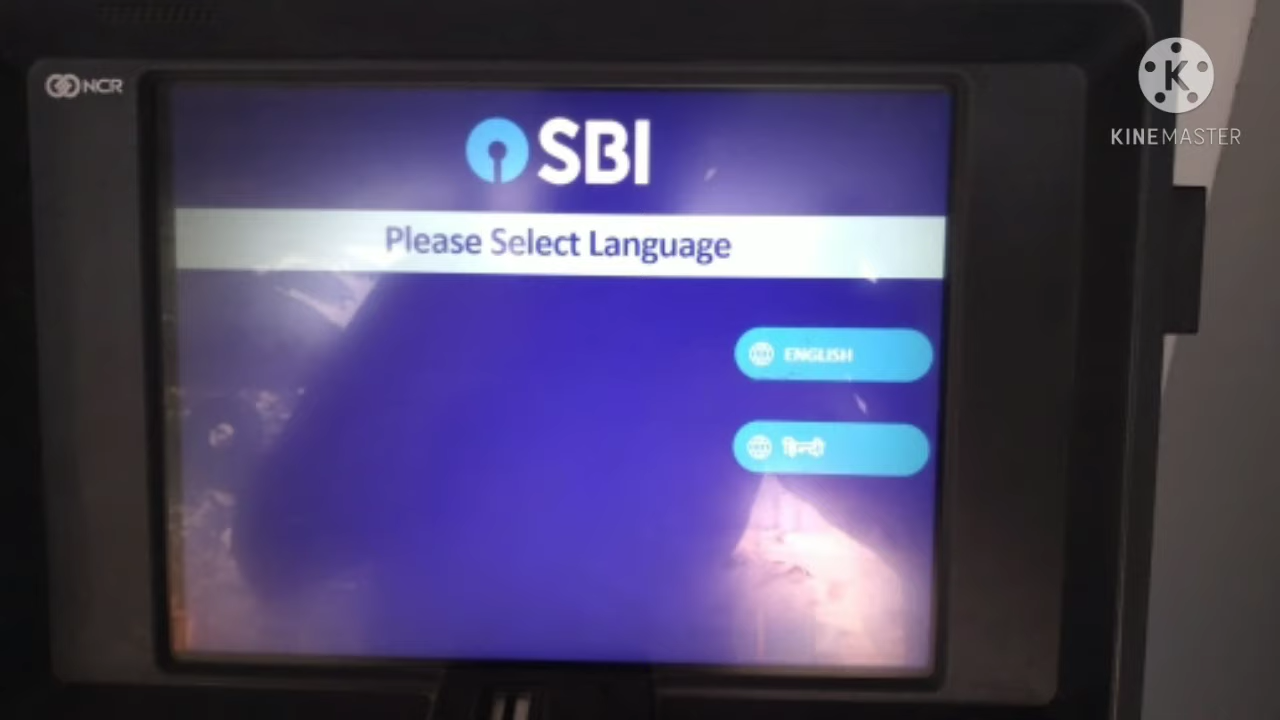 NCR
SBI
Please Select Language
ENGLISH
हिन्दी
K
KINEMASTER